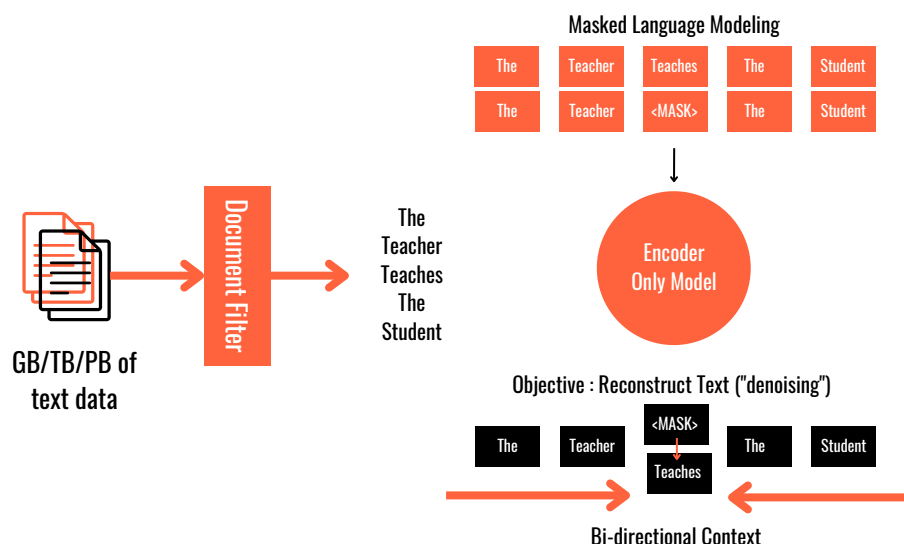 Masked Language Modeling
The Teacher Teaches The Student
The Teacher <MASK> The Student
Document Filter
The
Teacher
Teaches
The
Student
Encoder
Only Model
GB/TB/PB of
text data
Objective : Reconstruct Text ("denoising")
<MASK>
The Teacher The Student
Teaches
Bi-directional Context